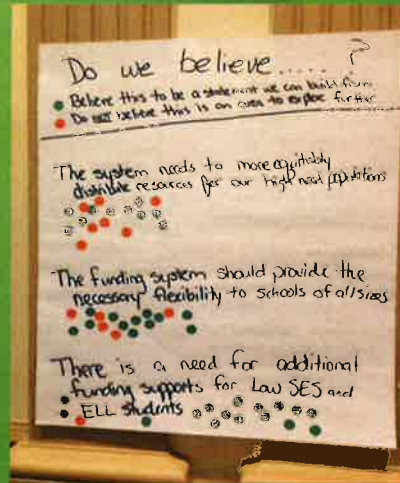 Do we believe.....?
Believe this to be a statement we can build from
Do not believe this is an area to explore further
The system needs to more equitably
distribute resources for our high need populations
The funding system should provide the
necessary flexibility to schools of all sizes
There is a need for additional
funding supports for Low SES and
ELL students